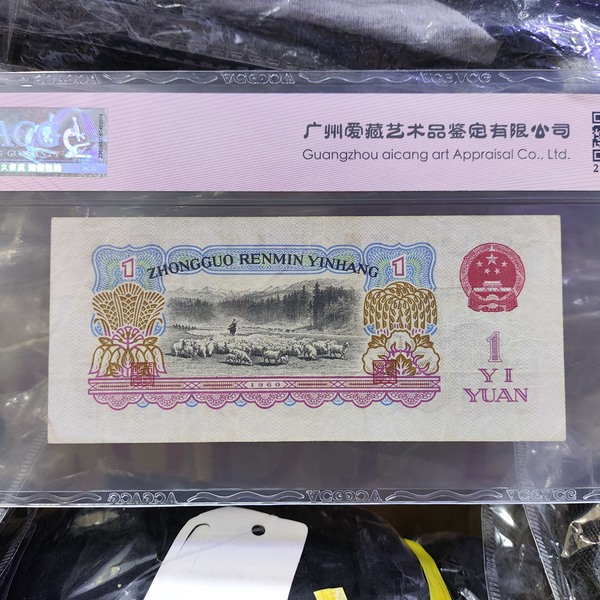 ACG
广州爱藏艺术品鉴定有限公司
Guangzhou aicang art Appraisal Co., Ltd.
1
ZHONGGUO RENMIN YINHANG
1
1960
1
YI
YUAN